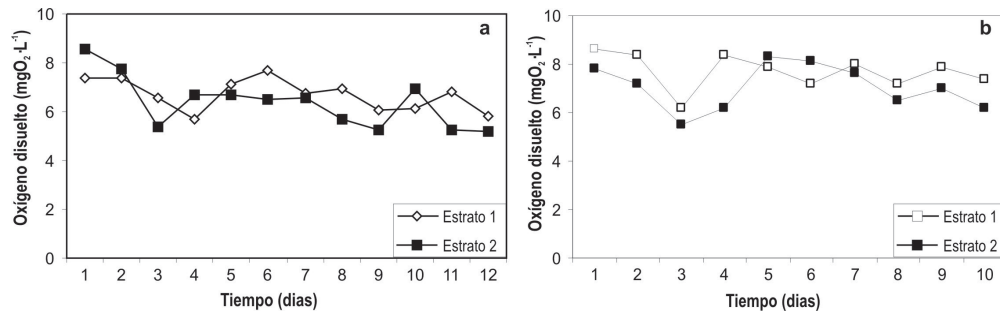 a
Oxígeno disuelto (mgO₂·L⁻¹)
10
8
6
4
2
0
1 2 3 4 5 6 7 8 9 10 11 12
Tiempo (dias)
Estrato 1
Estrato 2
b
Oxígeno disuelto (mgO₂·L⁻¹)
10
8
6
4
2
0
1 2 3 4 5 6 7 8 9 10
Tiempo (dias)
Estrato 1
Estrato 2